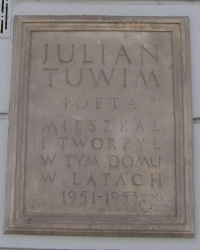 JULIAN
TUWIM
POETA
MIESZKAŁ
I TWORZYŁ
W TYM DOMU
W LATACH
1951-1953